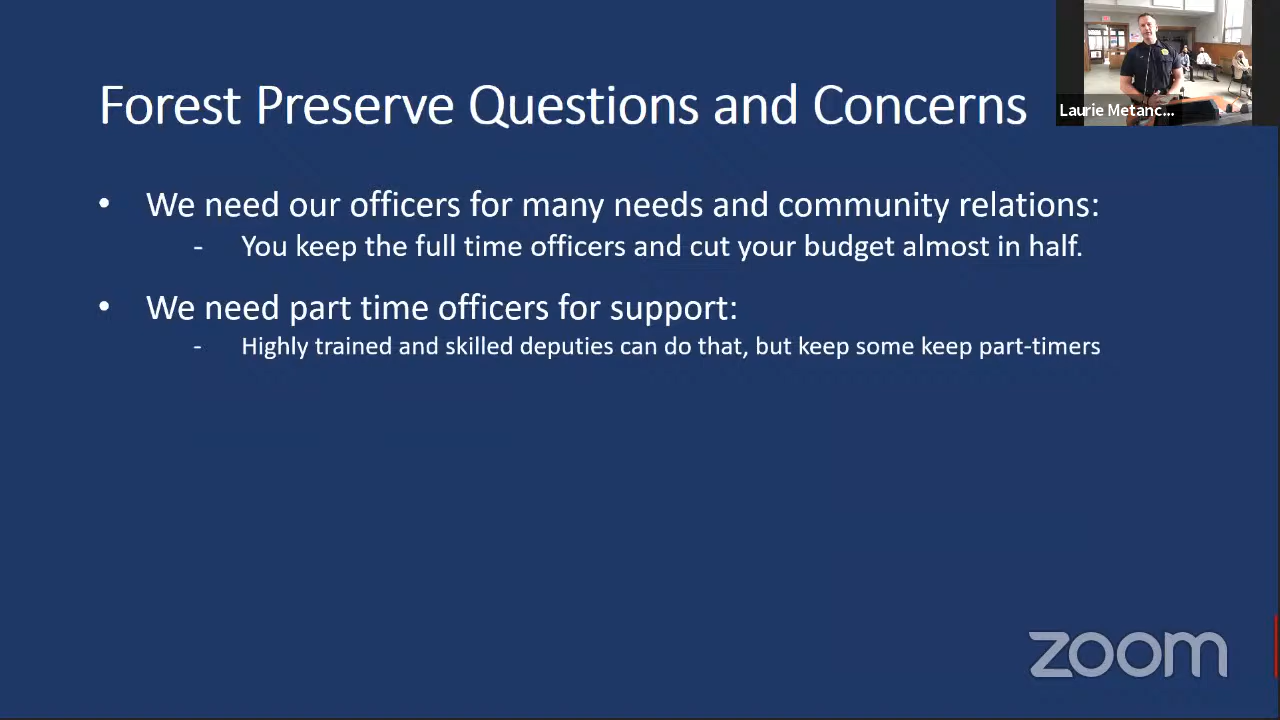 Forest Preserve Questions and Concerns
Laurie Metanc...
• We need our officers for many needs and community relations:
- You keep the full time officers and cut your budget almost in half.
• We need part time officers for support:
- Highly trained and skilled deputies can do that, but keep some keep part-timers
zoom